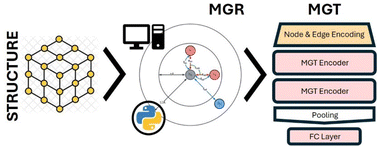 STRUCTURE
MGR
MGT
Node & Edge Encoding
MGT Encoder
MGT Encoder
Pooling
FC Layer